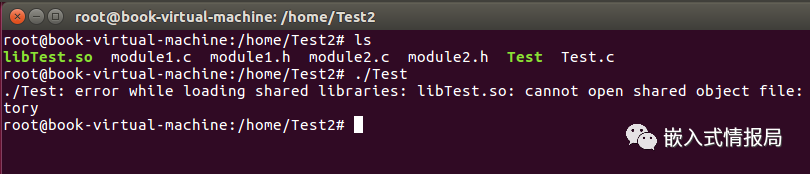 root@book-virtual-machine: /home/Test2
root@book-virtual-machine:/home/Test2# ls
libTest.so module1.c module1.h module2.c module2.h Test Test.c
root@book-virtual-machine:/home/Test2# ./Test
./Test: error while loading shared libraries: libTest.so: cannot open shared object file:
tory
root@book-virtual-machine:/home/Test2#
嵌入式情报局